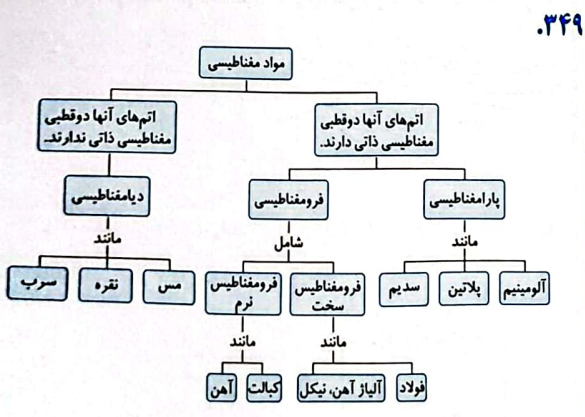 ۳۴۹.
مواد مغناطیسی
اتم‌های آنها دوقطبی
مغناطیسی ذاتی دارند.
اتم‌های آنها دوقطبی
مغناطیسی ذاتی ندارند.
پارامغناطیسی
فرومغناطیسی
دیامغناطیسی
مانند
شامل
مانند
آلومینیم
پلاتین
سدیم
فرومغناطیس
سخت
فرومغناطیس
نرم
مس
نقره
سرب
مانند
مانند
فولاد
آلیاژ آهن، نیکل
کبالت
آهن